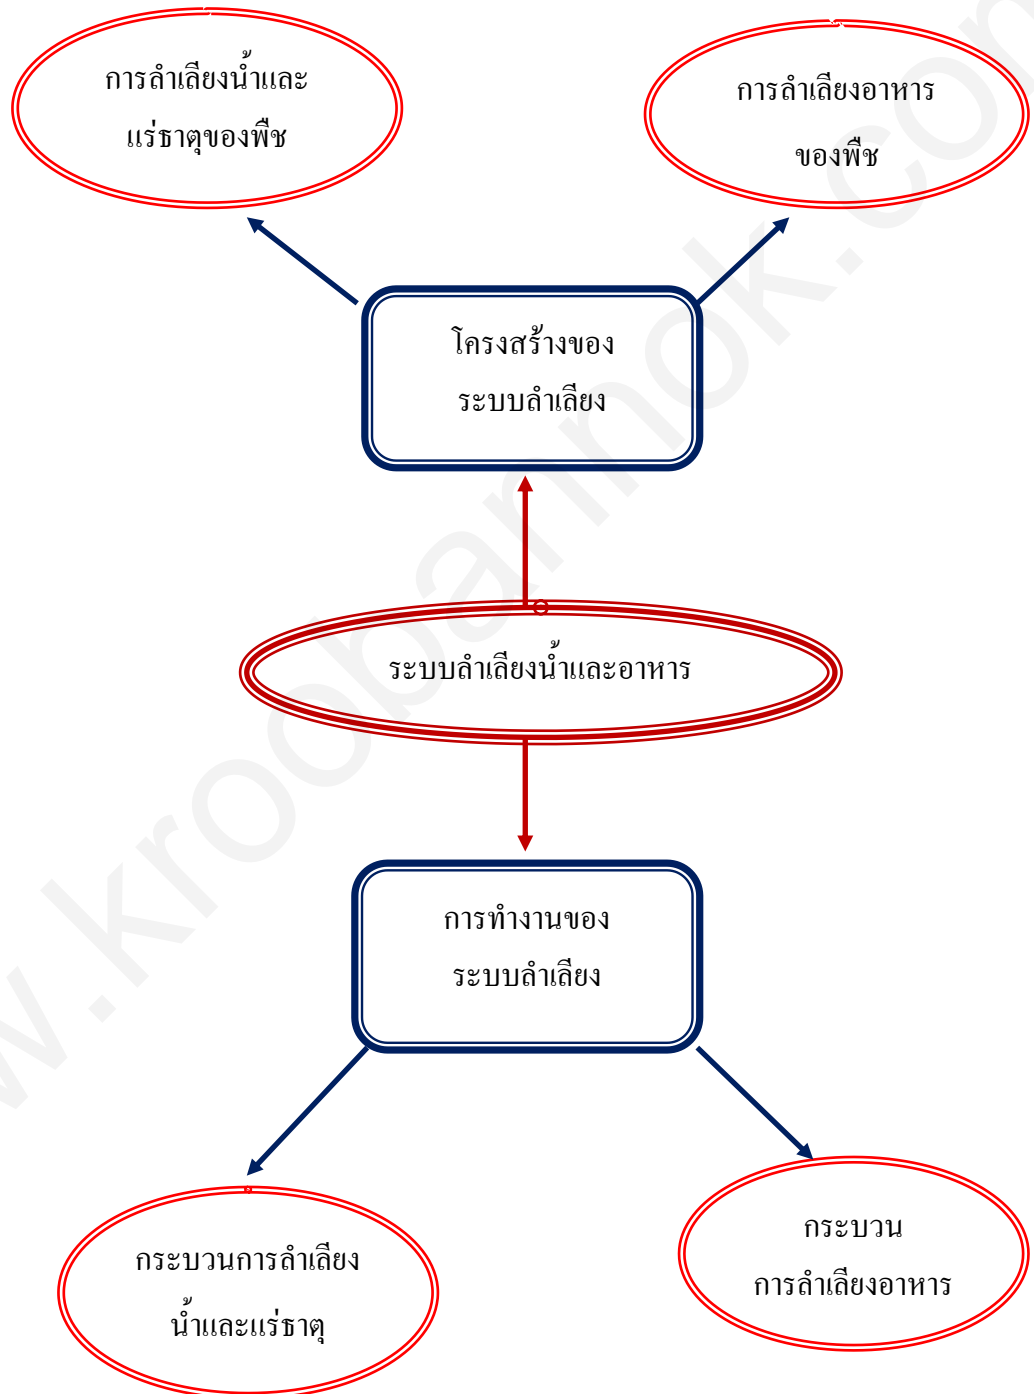 การลำเลียงน้ำและ
แร่ธาตุของพืช
การลำเลียงอาหาร
ของพืช
โครงสร้างของ
ระบบลำเลียง
ระบบลำเลียงน้ำและอาหาร
การทำงานของ
ระบบลำเลียง
กระบวนการลำเลียง
น้ำและแร่ธาตุ
กระบวน
การลำเลียงอาหาร
w.kroobannok.com